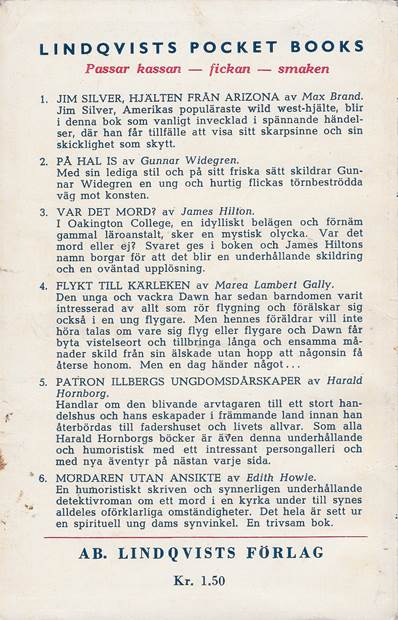 LINDQVISTS POCKET BOOKS
Passar kassan — fickan — smaken
1. JIM SILVER, HJÄLTEN FRÅN ARIZONA av Max Brand.
Jim Silver, Amerikas populäraste wild west-hjälte, blir
i denna bok som vanligt invecklad i spännande händel-
ser, där han får tillfälle att visa sitt skarpsinne och sin
skicklighet som skytt.
2. PÅ HAL IS av Gunnar Widegren.
Med sin lediga stil och på sitt friska sätt skildrar Gun-
nar Widegren en ung och hurtig flickas törnbeströdda
väg mot konsten.
3. VAR DET MORD? av James Hilton.
I Oakington College, en idylliskt belägen och förnäm
gammal läroanstalt, sker en mystisk olycka. Var det
mord eller ej? Svaret ges i boken och James Hiltons
namn borgar för att det blir en underhållande skildring
och en oväntad upplösning.
4. FLYKT TILL KÄRLEKEN av Marea Lambert Gally.
Den unga och vackra Dawn har sedan barndomen varit
intresserad av allt som rör flygning och förälskar sig
också i en ung flygare. Men hennes föräldrar vill inte
höra talas om vare sig flyg eller flygare och Dawn får
byta vistelseort och tillbringa långa och ensamma må-
nader skild från sin älskade utan hopp att någonsin få
återse honom. Men en dag händer något...
5. PATRON ILLBERGS UNGDOMSDÅRSKAPER av Harald
Hornborg.
Handlar om den blivande arvtagaren till ett stort han-
delshus och hans eskapader i främmande land innan han
återbördas till fadershuset och livets allvar. Som alla
Harald Hornborgs böcker är även denna underhållande
och humoristisk med ett intressant persongalleri och
med nya äventyr på nästan varje sida.
6. MORDAREN UTAN ANSIKTE av Edith Howie.
En humoristiskt skriven och synnerligen underhållande
detektivroman om ett mord i en kyrka under till synes
alldeles oförklarliga omständigheter. Det hela är sett ur
en spirituell ung dams synvinkel. En trivsam bok.
AB. LINDQVISTS FÖRLAG
Kr. 1.50